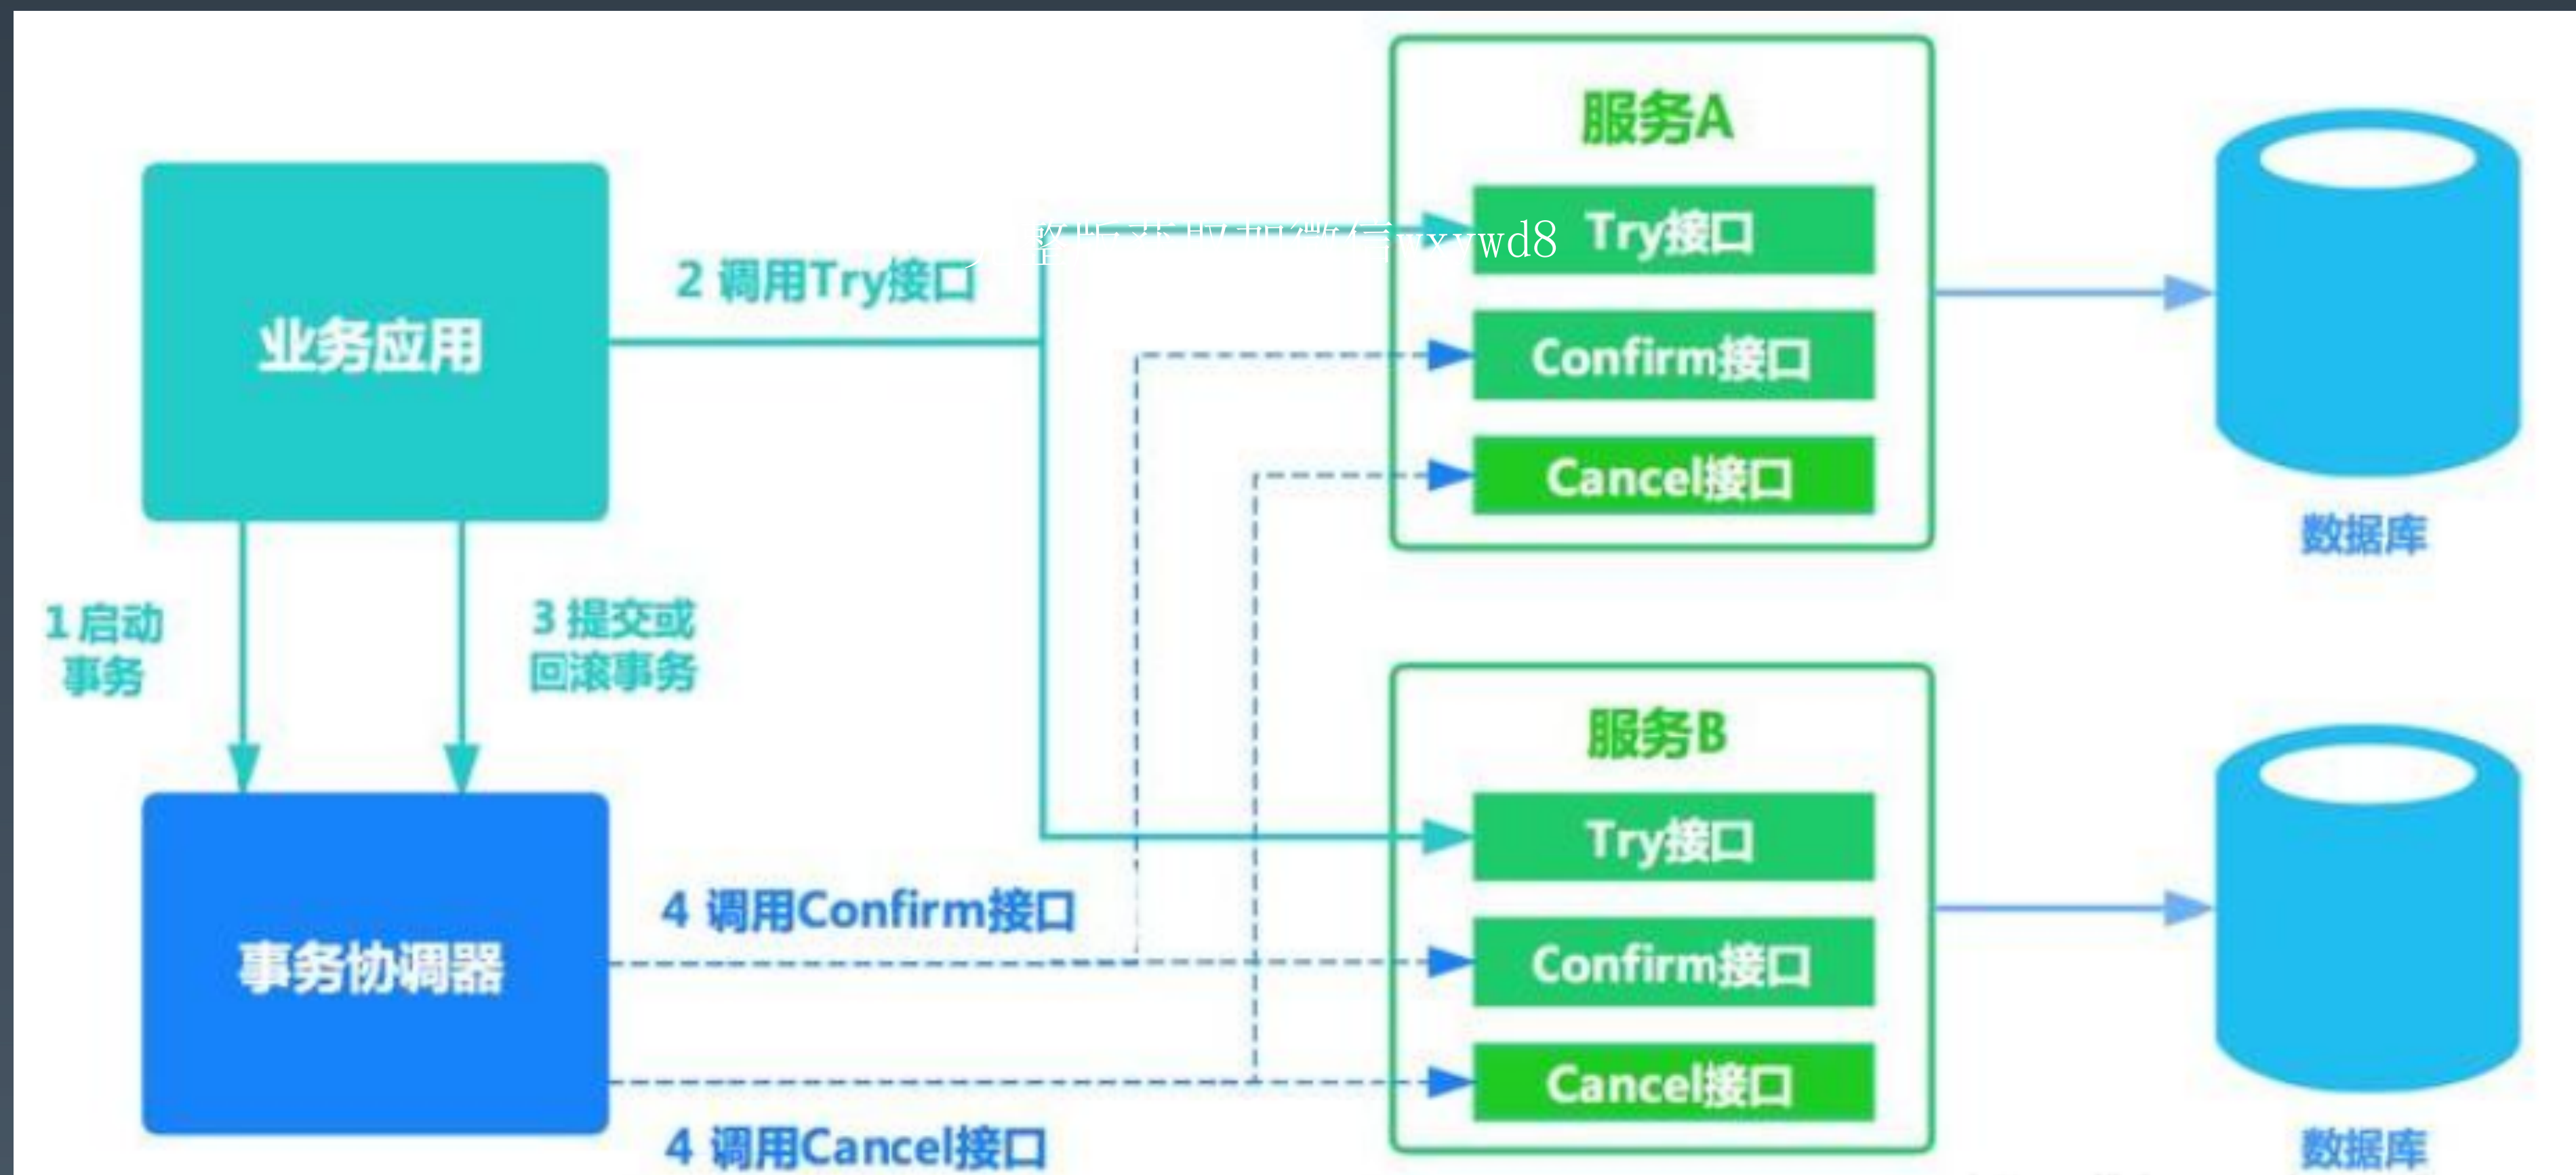 服务A
业务应用
2 调用Try接口
Try接口
wd8
Confirm接口
Cancel接口
数据库
1 启动
事务
3 提交或
回滚事务
服务B
Try接口
4 调用Confirm接口
事务协调器
Confirm接口
Cancel接口
4 调用Cancel接口
数据库